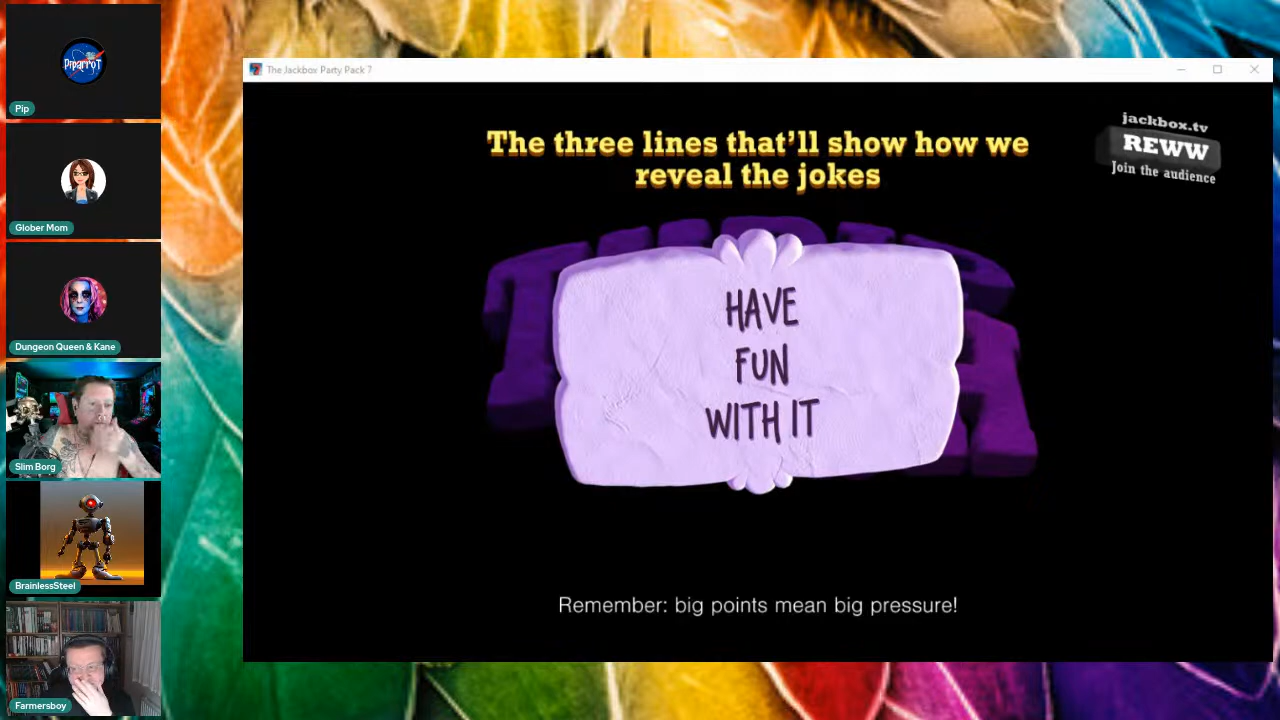 Piparrot
Pip
Glober Mom
Dungeon Queen & Kane
Slim Borg
BrainlessSteel
Farmersboy
The Jackbox Party Pack 7
The three lines that'll show how we
reveal the jokes
jackbox.tv
REWW
Join the audience
HAVE
FUN
WITH IT
Remember: big points mean big pressure!